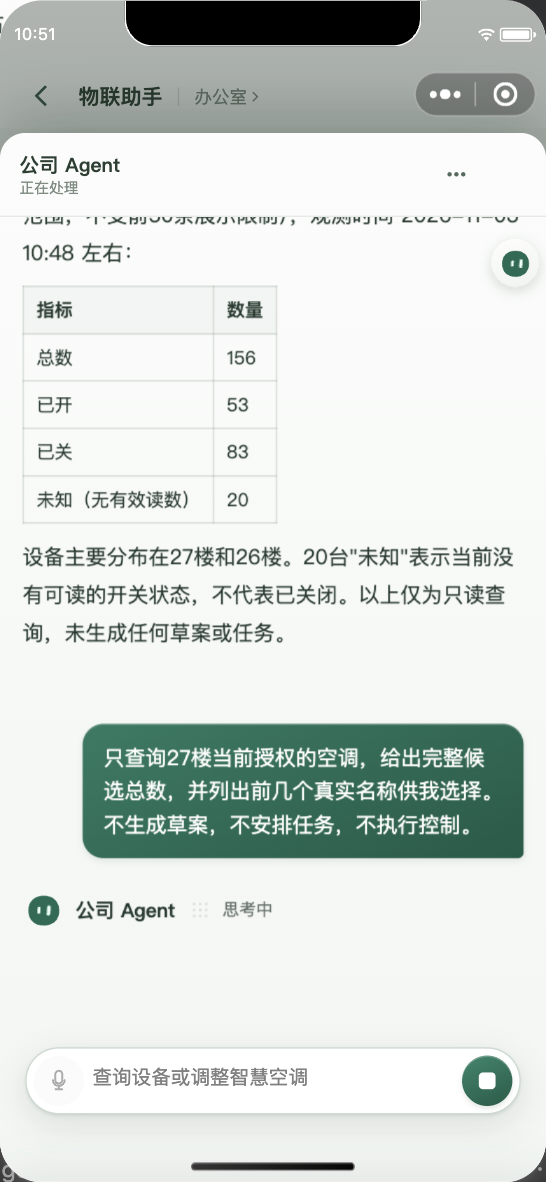 10:51
物联助手 办公室
公司 Agent
正在处理
10:48 左右：
指标 数量
总数 156
已开 53
已关 83
未知（无有效读数） 20
设备主要分布在27楼和26楼。20台"未知"表示当前没
有可读的开关状态，不代表已关闭。以上仅为只读查
询，未生成任何草案或任务。
只查询27楼当前授权的空调，给出完整候
选总数，并列出前几个真实名称供我选择。
不生成草案，不安排任务，不执行控制。
公司 Agent 思考中
查询设备或调整智慧空调